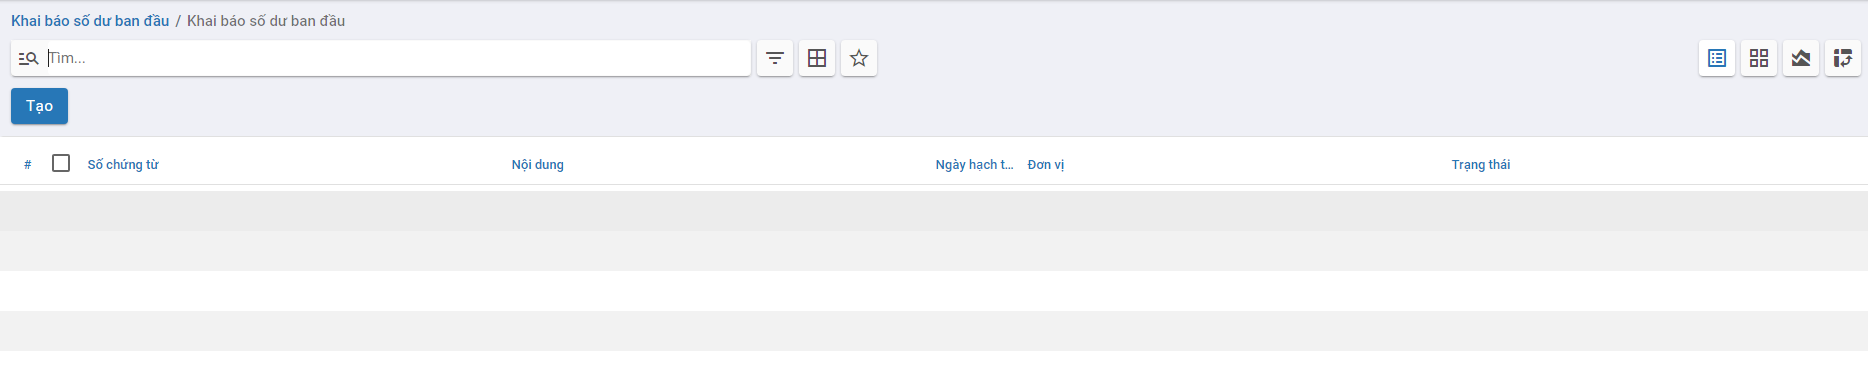 Khai báo số dư ban đầu / Khai báo số dư ban đầu
Tìm...
Tạo
# Số chứng từ Nội dung Ngày hạch t... Đơn vị Trạng thái